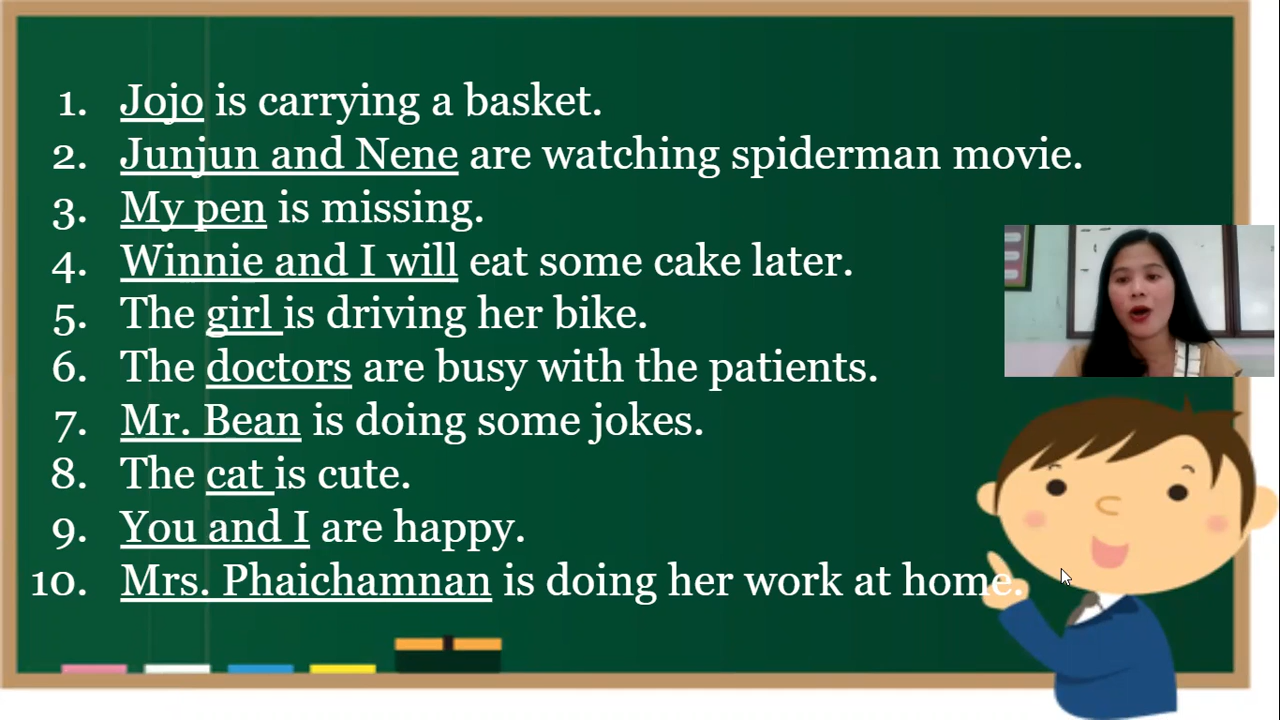 1. Jojo is carrying a basket.
2. Junjun and Nene are watching spiderman movie.
3. My pen is missing.
4. Winnie and I will eat some cake later.
5. The girl is driving her bike.
6. The doctors are busy with the patients.
7. Mr. Bean is doing some jokes.
8. The cat is cute.
9. You and I are happy.
10. Mrs. Phaichamnan is doing her work at home.